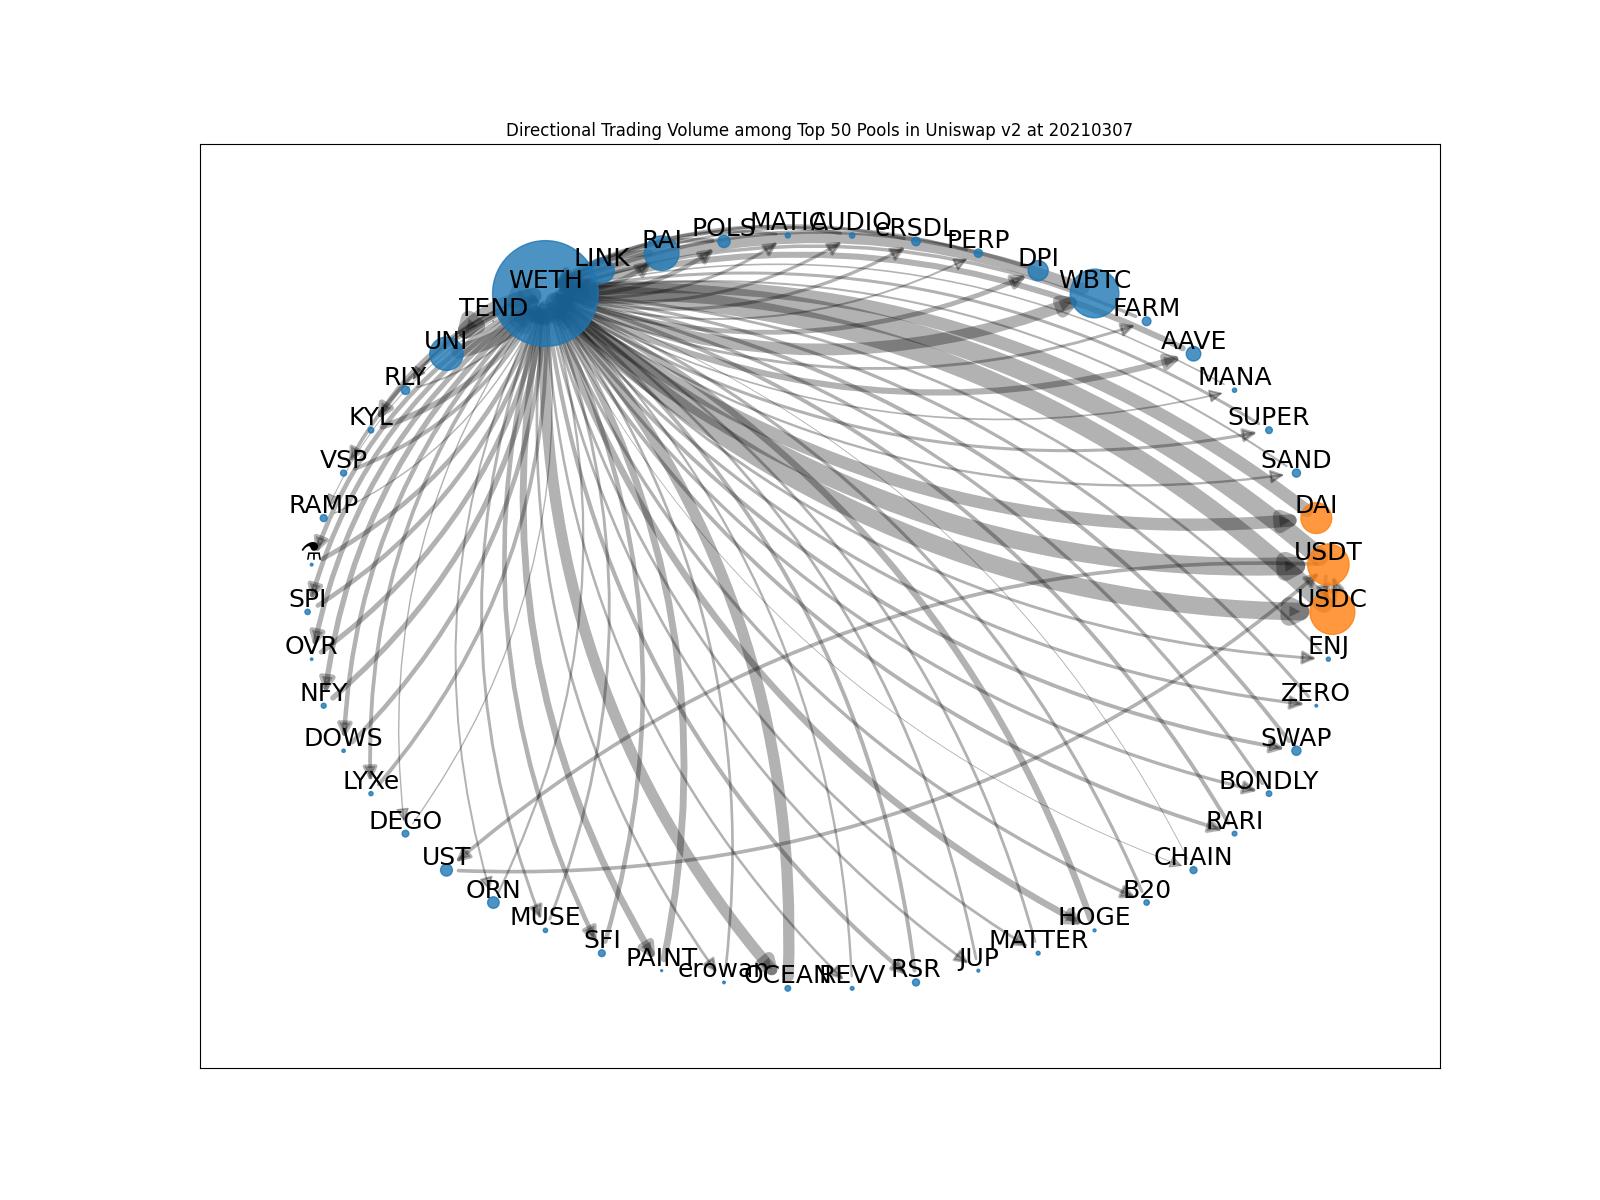 Directional Trading Volume among Top 50 Pools in Uniswap v2 at 20210307
MATIC
AUDIO
POLS
cRSDL
RAI
PERP
LINK
DPI
WETH
WBTC
TEND
FARM
UNI
AAVE
RLY
MANA
KYL
SUPER
VSP
SAND
RAMP
DAI
⚗
USDT
SPI
USDC
OVR
ENJ
NFY
ZERO
DOWS
SWAP
LYXe
BONDLY
DEGO
RARI
UST
CHAIN
ORN
B20
MUSE
HOGE
SFI
MATTER
PAINT
JUP
erowan
RSR
OCEAN
REVV